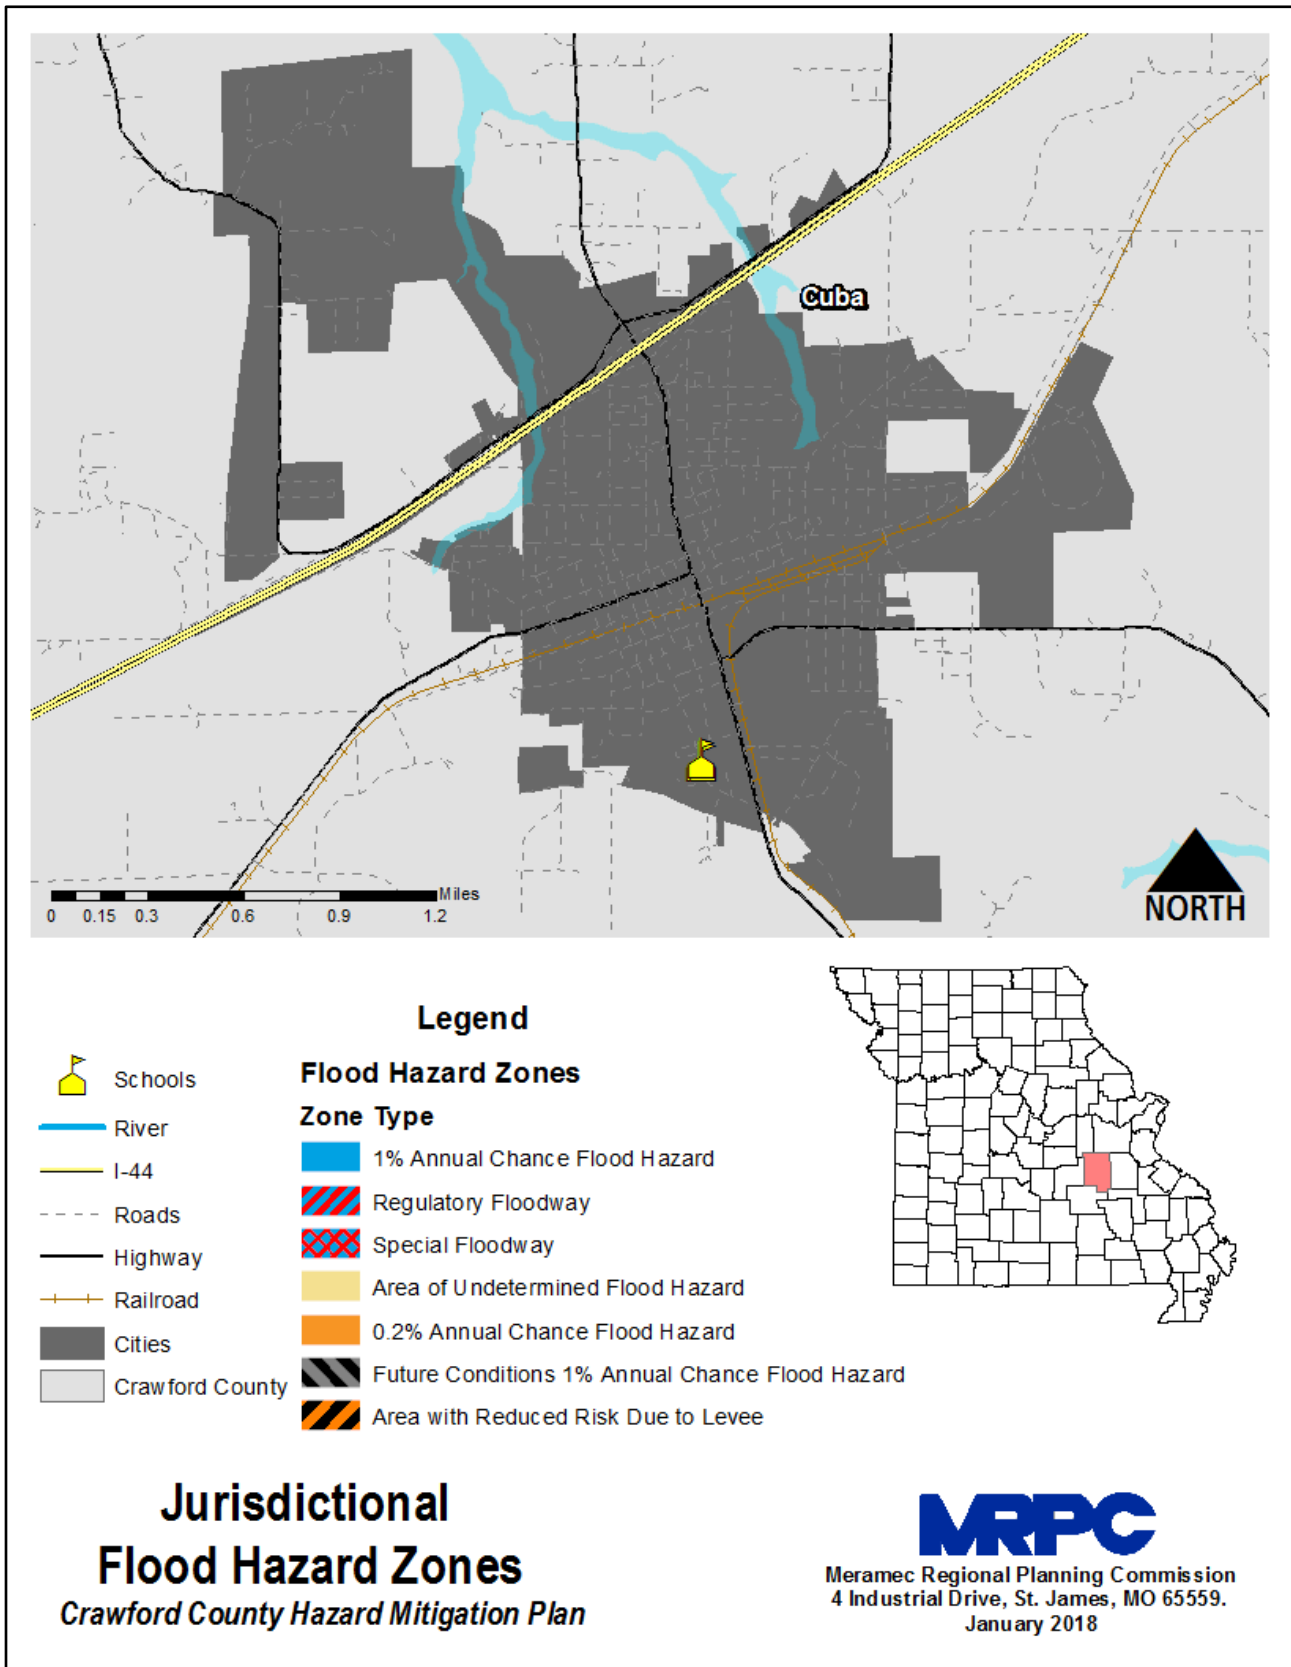 Cuba
Miles
0 0.15 0.3 0.6 0.9 1.2
NORTH
Legend
Schools
River
I-44
Roads
Highway
Railroad
Cities
Crawford County
Flood Hazard Zones
Zone Type
1% Annual Chance Flood Hazard
Regulatory Floodway
Special Floodway
Area of Undetermined Flood Hazard
0.2% Annual Chance Flood Hazard
Future Conditions 1% Annual Chance Flood Hazard
Area with Reduced Risk Due to Levee
Jurisdictional
Flood Hazard Zones
Crawford County Hazard Mitigation Plan
MRPC
Meramec Regional Planning Commission
4 Industrial Drive, St. James, MO 65559.
January 2018